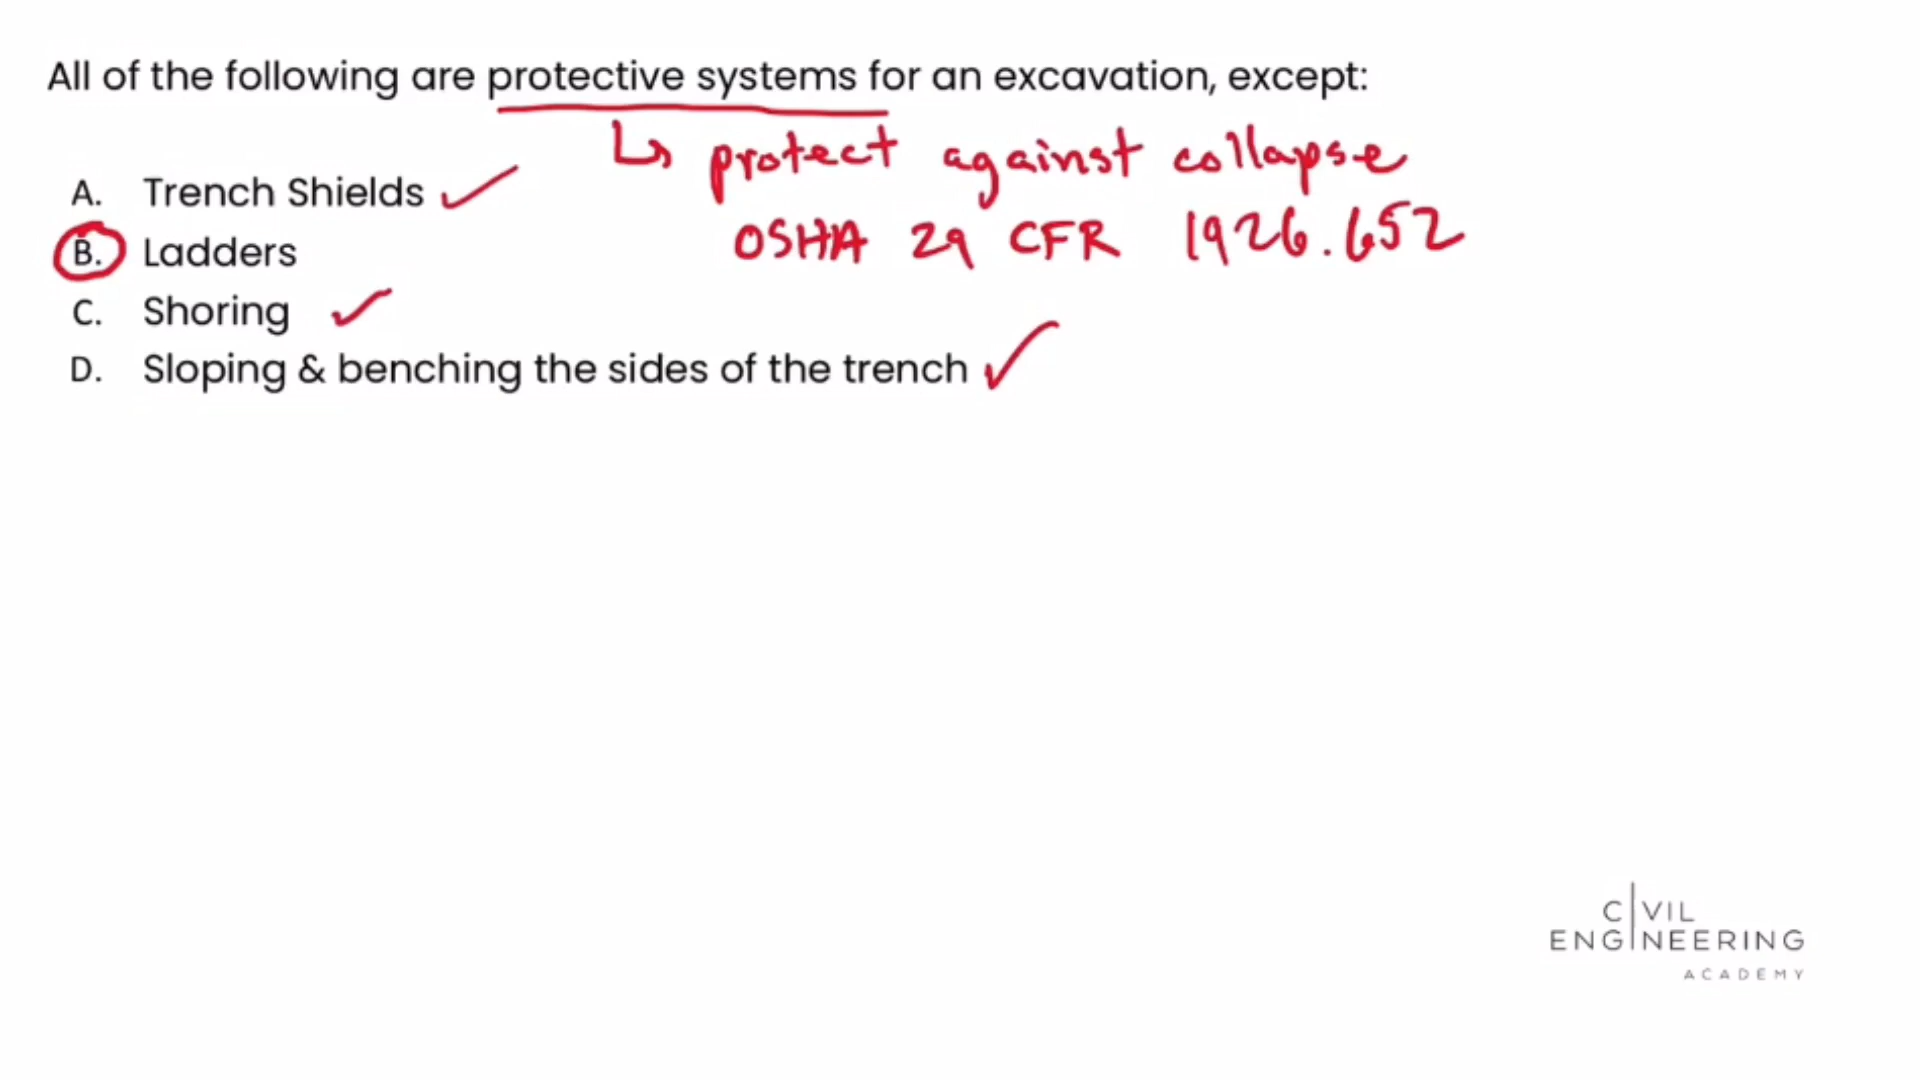 All of the following are protective systems for an excavation, except:
↳ protect against collapse
A. Trench Shields ✓
OSHA 29 CFR 1926.652
B. Ladders
C. Shoring ✓
D. Sloping & benching the sides of the trench ✓
CIVIL
ENGINEERING
ACADEMY